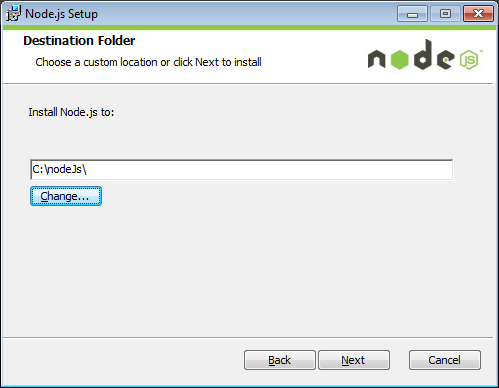 Node.js Setup
Destination Folder
Choose a custom location or click Next to install
node
JS
Install Node.js to:
C:\nodeJs\
Change...
Back
Next
Cancel